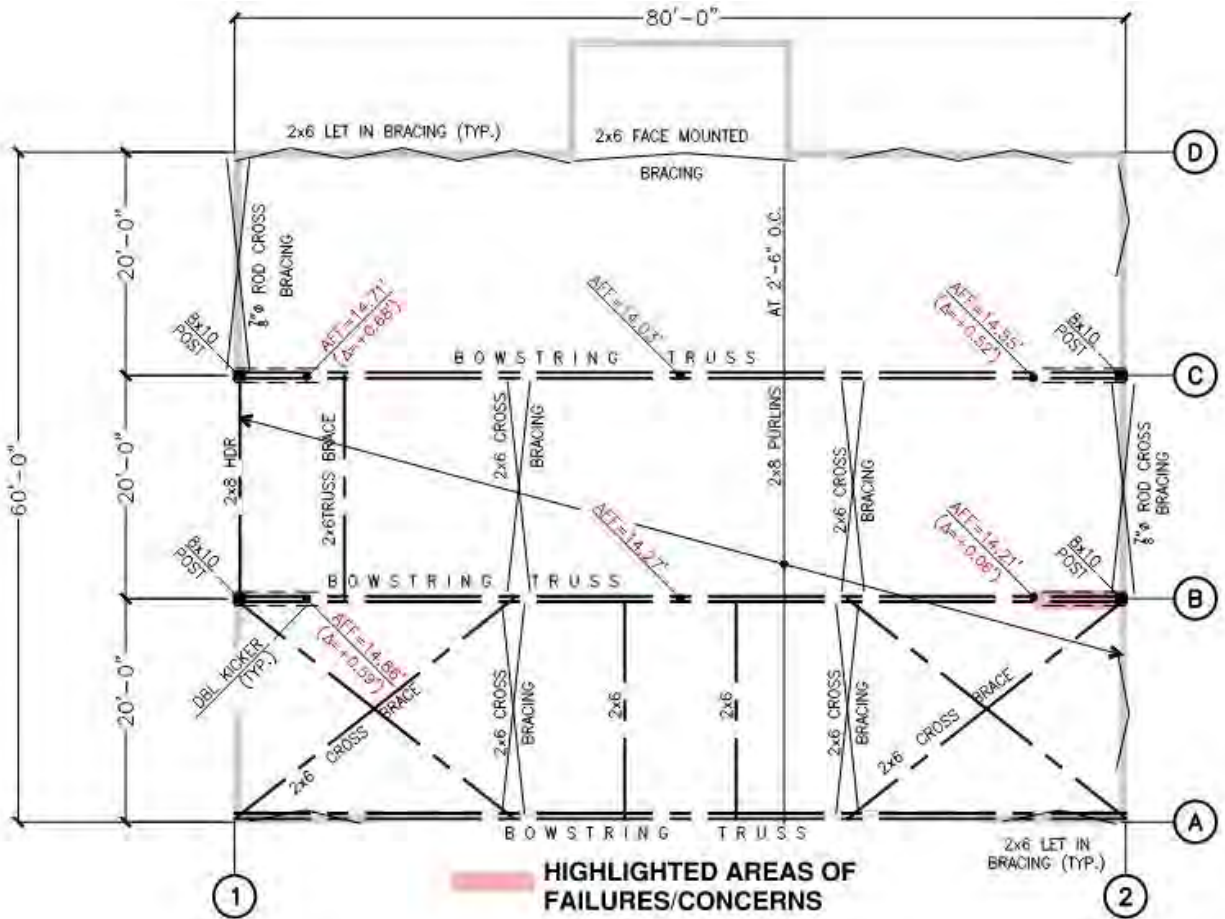 80'-0"
2x6 LET IN BRACING (TYP.)
2x6 FACE MOUNTED
BRACING
D
60'-0"
20'-0"
7/8"ø ROD CROSS
BRACING
AT 2'-6" O.C.
2x8 PURLINS
8x10
POST
AFF=14.71'
(Δ=+0.68')
AFF=14.03'
AFF=14.55'
(Δ=+0.52')
8x10
POST
BOWSTRING TRUSS
C
20'-0"
2x8 HDR
2x6TRUSS BRACE
2x6 CROSS
BRACING
2x6 CROSS
BRACING
7/8"ø ROD CROSS
BRACING
8x10
POST
AFF=14.27'
AFF=14.21'
(Δ=+0.06')
8x10
POST
BOWSTRING TRUSS
B
20'-0"
DBL KICKER
(TYP.)
AFF=14.86'
(Δ=+0.59')
2x6 CROSS BRACE
2x6 CROSS
BRACING
2x6
2x6
2x6 CROSS
BRACING
2x6 CROSS BRACE
A
BOWSTRING TRUSS
2x6 LET IN
BRACING (TYP.)
HIGHLIGHTED AREAS OF
FAILURES/CONCERNS
1
2